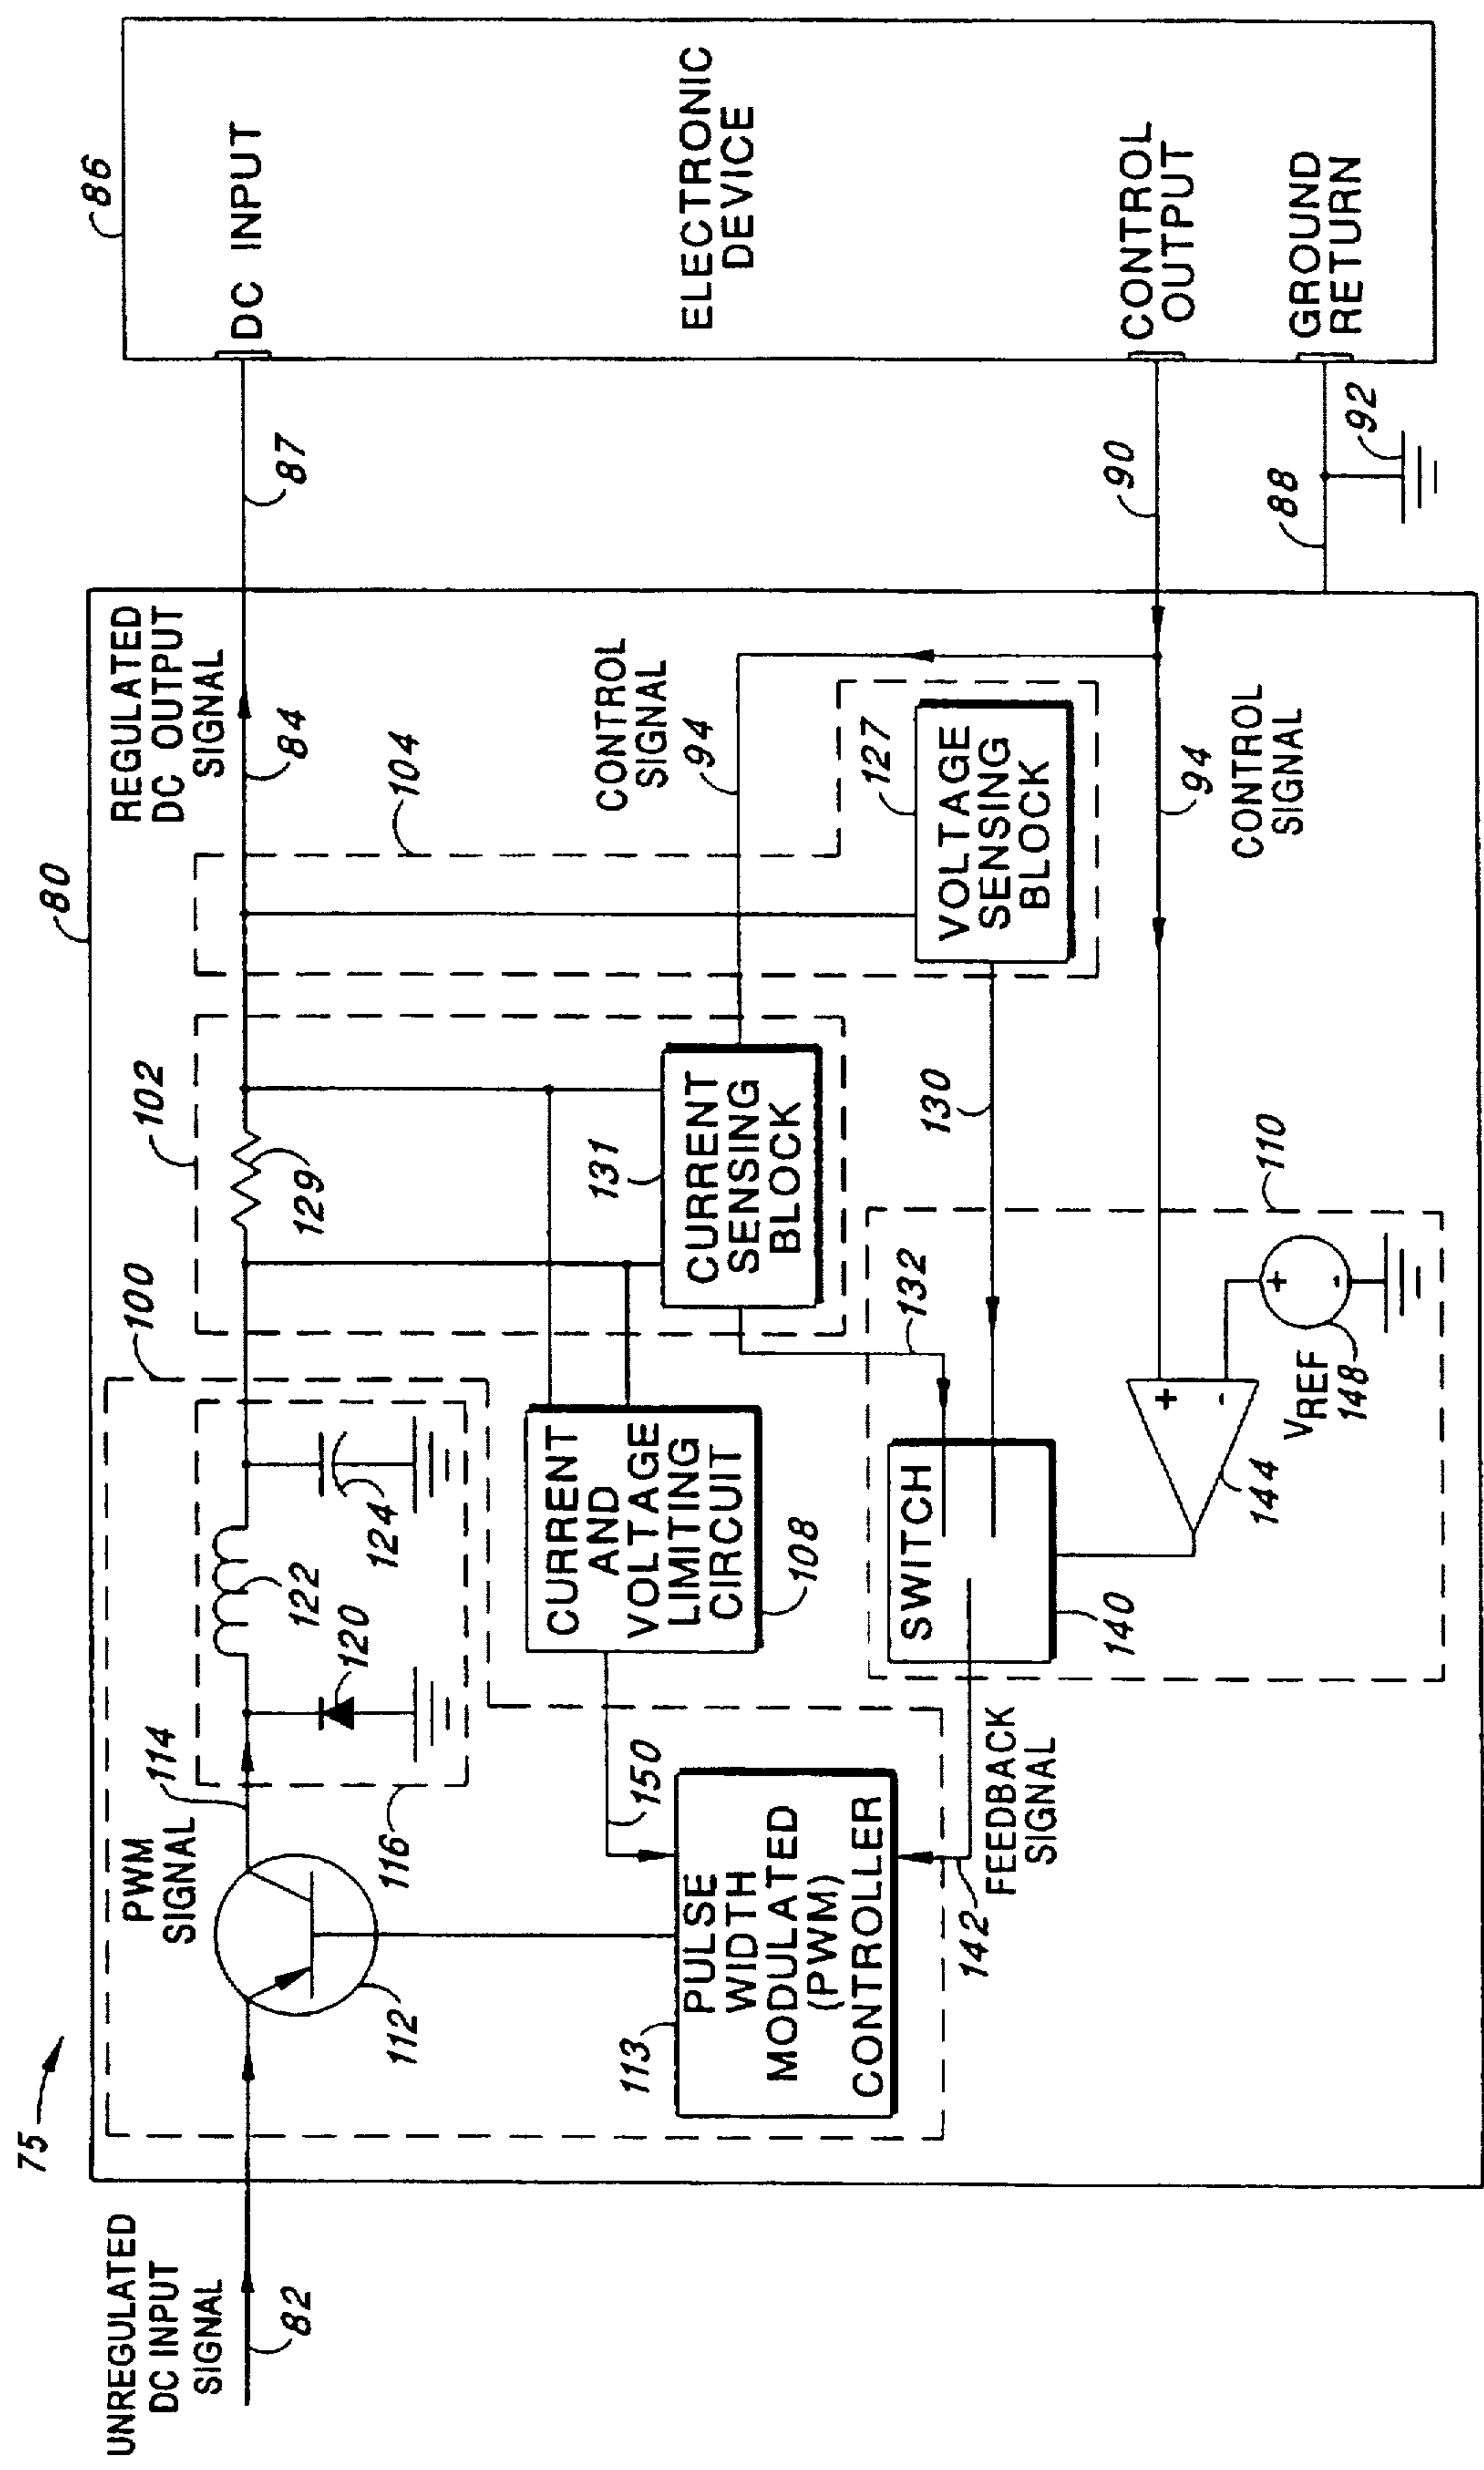 75
80
86
UNREGULATED
DC INPUT
SIGNAL
82
PWM
SIGNAL
114
112
116
120
122
124
100
102
129
104
REGULATED
DC OUTPUT
SIGNAL
84
87
DC INPUT
ELECTRONIC
DEVICE
CONTROL
OUTPUT
GROUND
RETURN
90
88
92
113
PULSE
WIDTH
MODULATED
(PWM)
CONTROLLER
150
142
FEEDBACK
SIGNAL
CURRENT
AND
VOLTAGE
LIMITING
CIRCUIT
108
131
CURRENT
SENSING
BLOCK
132
130
CONTROL
SIGNAL
94
127
VOLTAGE
SENSING
BLOCK
94
CONTROL
SIGNAL
110
SWITCH
140
144
+
-
VREF
148
+
-